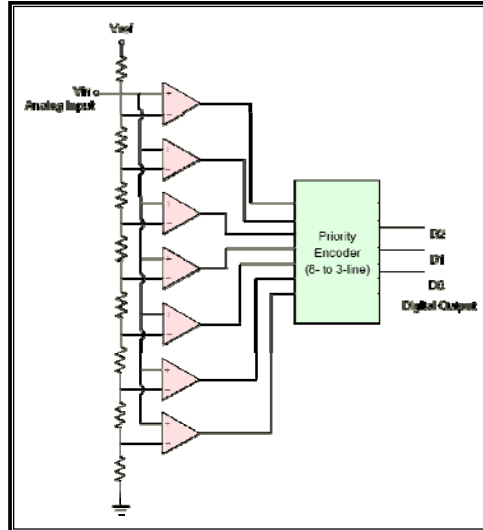 Vref
Vin
Analog Input
Priority
Encoder
(8- to 3-line)
D2
D1
D0
Digital Output